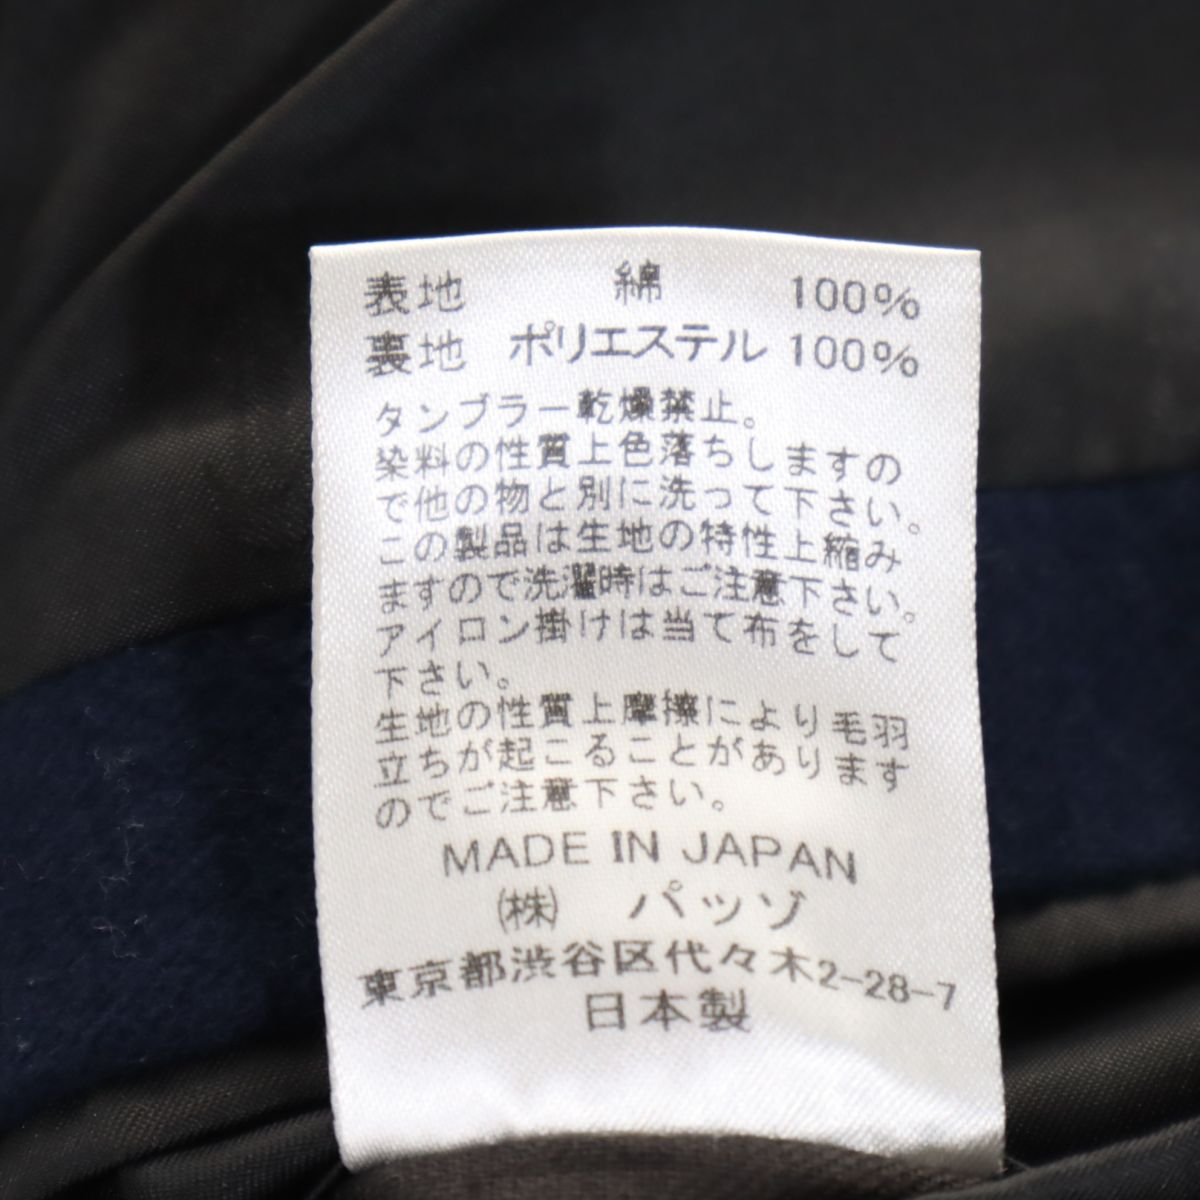 表地 綿 100%
裏地 ポリエステル 100%
タンブラー乾燥禁止。
染料の性質上色落ちしますの
で他の物と別に洗って下さい。
この製品は生地の特性上縮み
ますので洗濯時はご注意下さい。
アイロン掛けは当て布をして
下さい。
生地の性質上摩擦により毛羽
立ちが起こることがあります
のでご注意下さい。
MADE IN JAPAN
㈱ パッゾ
東京都渋谷区代々木2-28-7
日本製